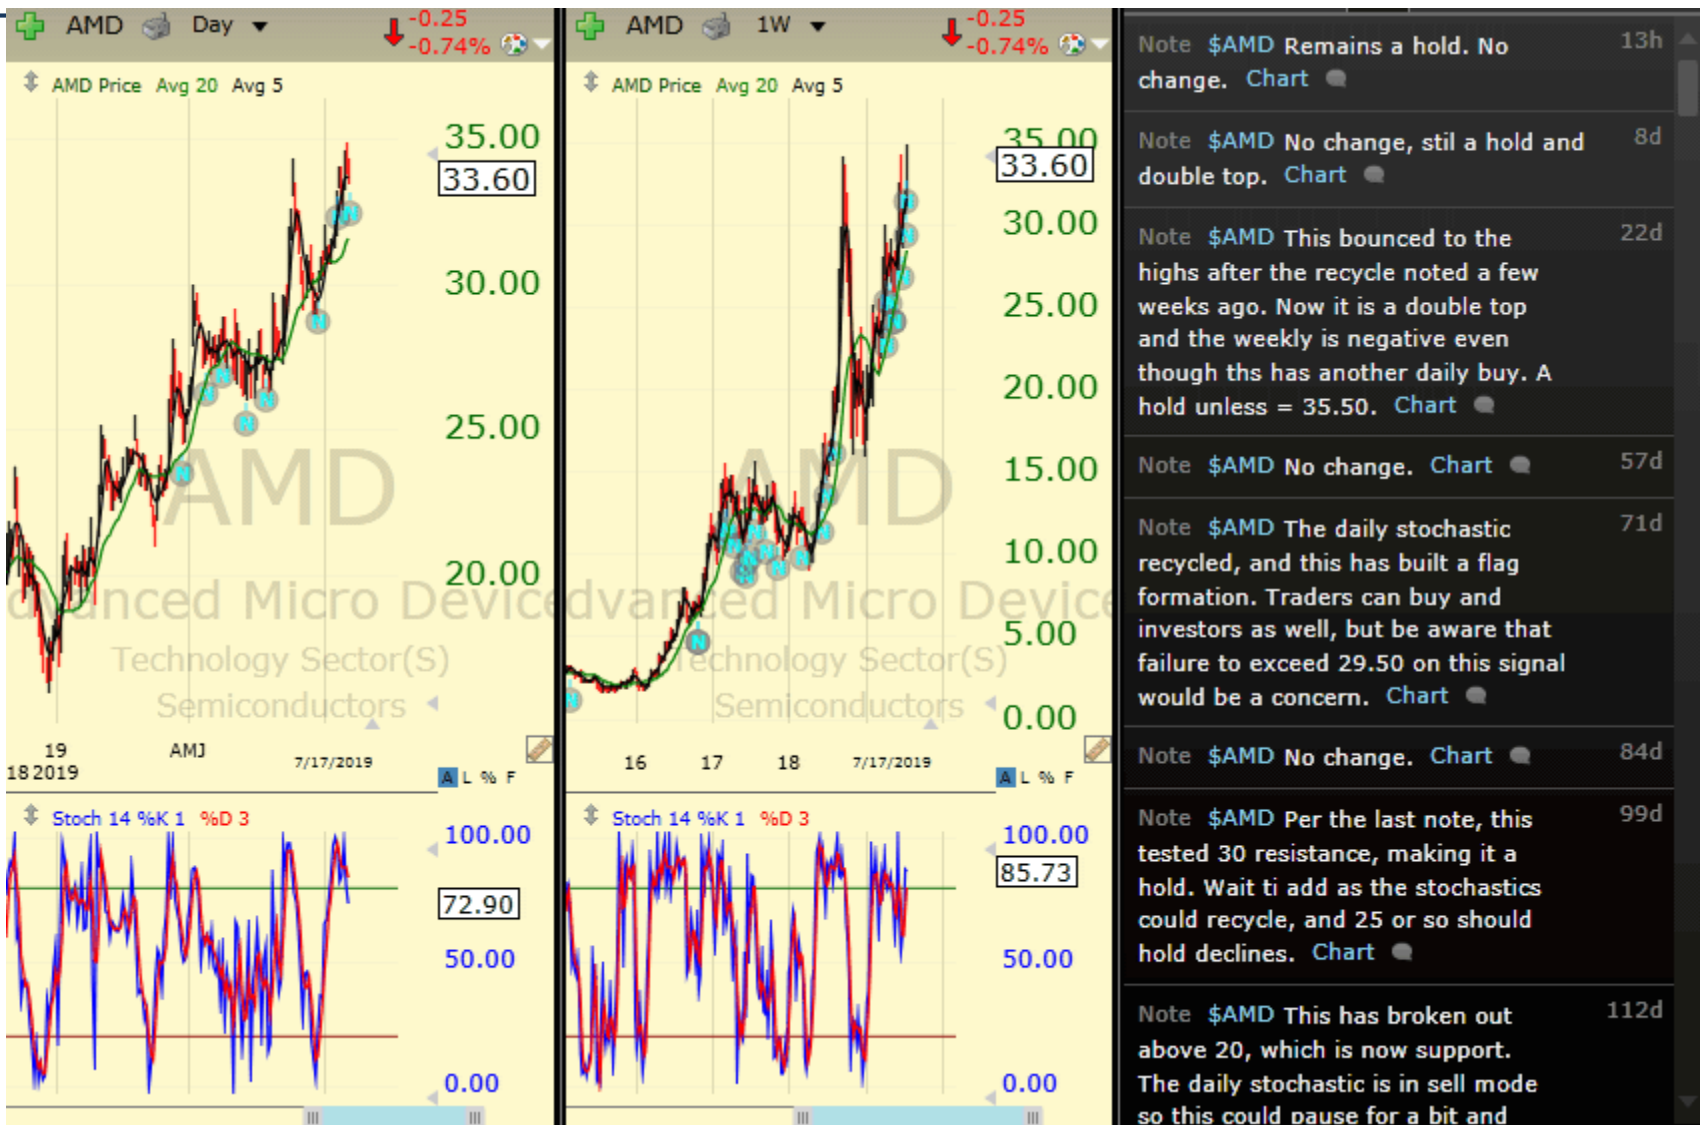 AMD Day -0.25
-0.74%
AMD Price Avg 20 Avg 5
35.00
33.60
30.00
25.00
20.00
AMD
dvanced Micro Device
Technology Sector(S)
Semiconductors
19 AMJ 7/17/2019
18 2019
A L % F
Stoch 14 %K 1 %D 3
100.00
72.90
50.00
0.00
AMD 1W -0.25
-0.74%
AMD Price Avg 20 Avg 5
35.00
33.60
30.00
25.00
20.00
15.00
10.00
5.00
0.00
AMD
dvanced Micro Device
Technology Sector(S)
Semiconductors
16 17 18 7/17/2019
A L % F
Stoch 14 %K 1 %D 3
100.00
85.73
50.00
0.00
Note $AMD Remains a hold. No 13h
change. Chart
Note $AMD No change, stil a hold and 8d
double top. Chart
Note $AMD This bounced to the 22d
highs after the recycle noted a few
weeks ago. Now it is a double top
and the weekly is negative even
though ths has another daily buy. A
hold unless = 35.50. Chart
Note $AMD No change. Chart 57d
Note $AMD The daily stochastic 71d
recycled, and this has built a flag
formation. Traders can buy and
investors as well, but be aware that
failure to exceed 29.50 on this signal
would be a concern. Chart
Note $AMD No change. Chart 84d
Note $AMD Per the last note, this 99d
tested 30 resistance, making it a
hold. Wait ti add as the stochastics
could recycle, and 25 or so should
hold declines. Chart
Note $AMD This has broken out 112d
above 20, which is now support.
The daily stochastic is in sell mode
so this could pause for a bit and